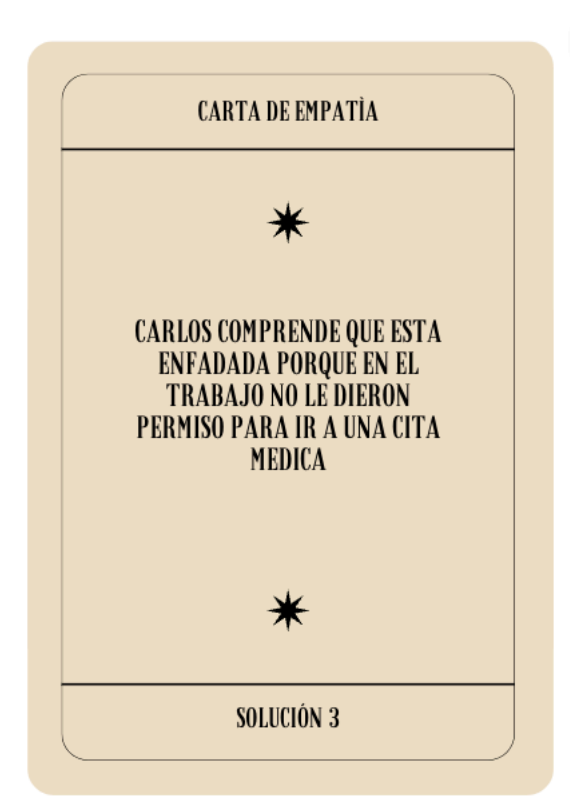 CARTA DE EMPATÌA
CARLOS COMPRENDE QUE ESTA
ENFADADA PORQUE EN EL
TRABAJO NO LE DIERON
PERMISO PARA IR A UNA CITA
MEDICA
SOLUCIÓN 3